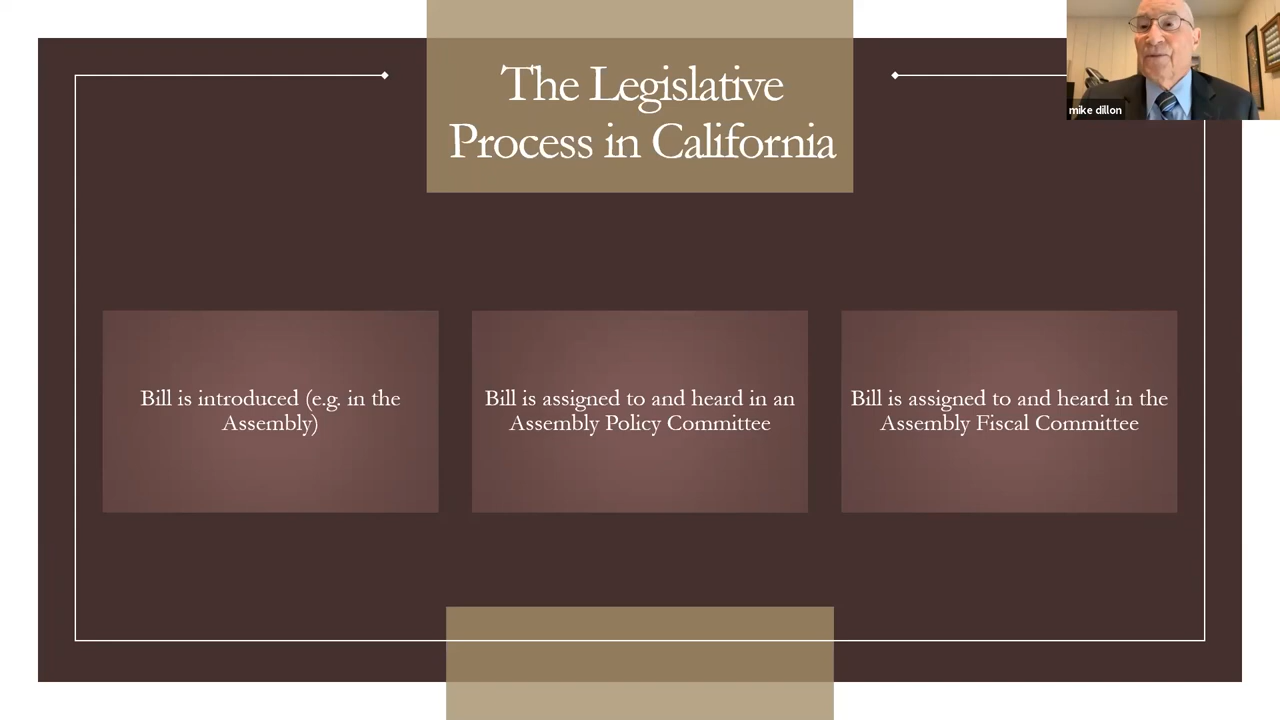 The Legislative
Process in California
mike dillon
Bill is introduced (e.g. in the
Assembly)
Bill is assigned to and heard in an
Assembly Policy Committee
Bill is assigned to and heard in the
Assembly Fiscal Committee